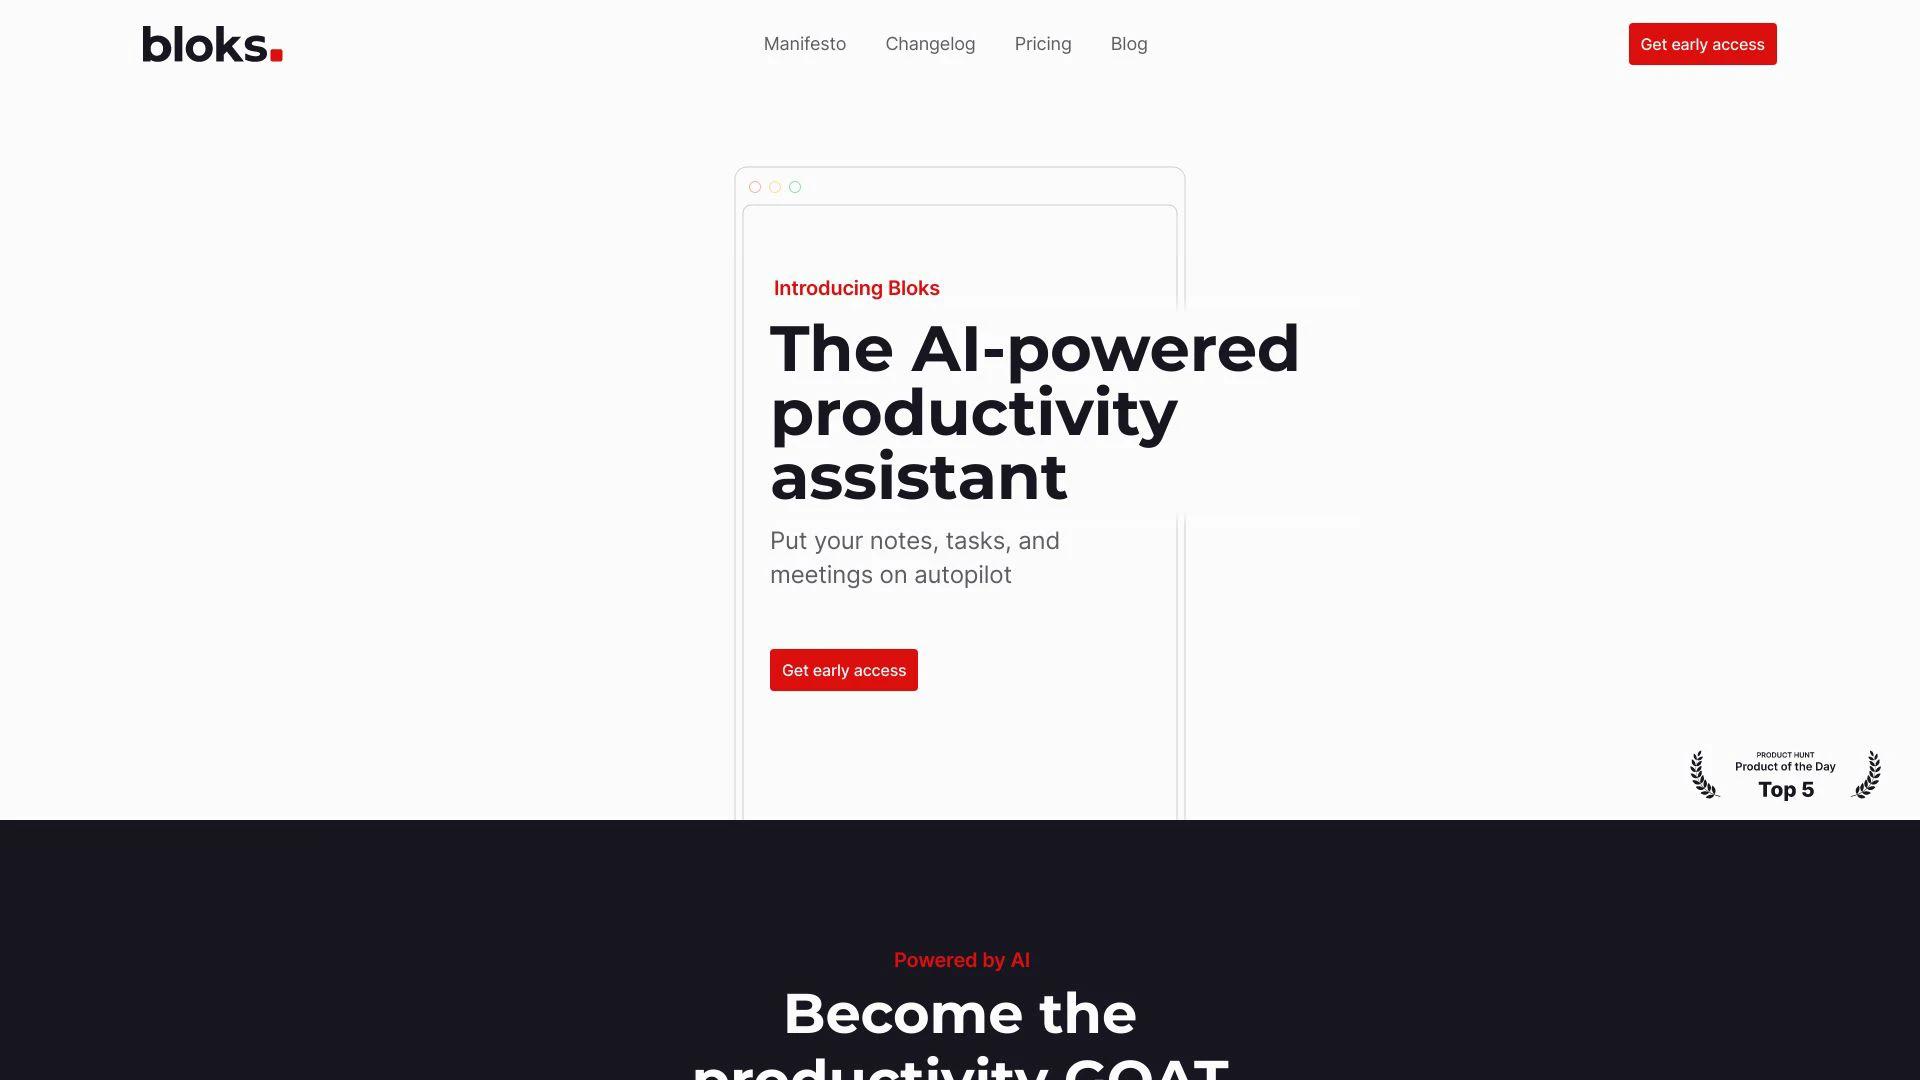 bloks.
Manifesto
Changelog
Pricing
Blog
Get early access
Introducing Bloks
The AI-powered
productivity
assistant
Put your notes, tasks, and
meetings on autopilot
Get early access
PRODUCT HUNT
Product of the Day
Top 5
Powered by AI
Become the
productivity GOAT